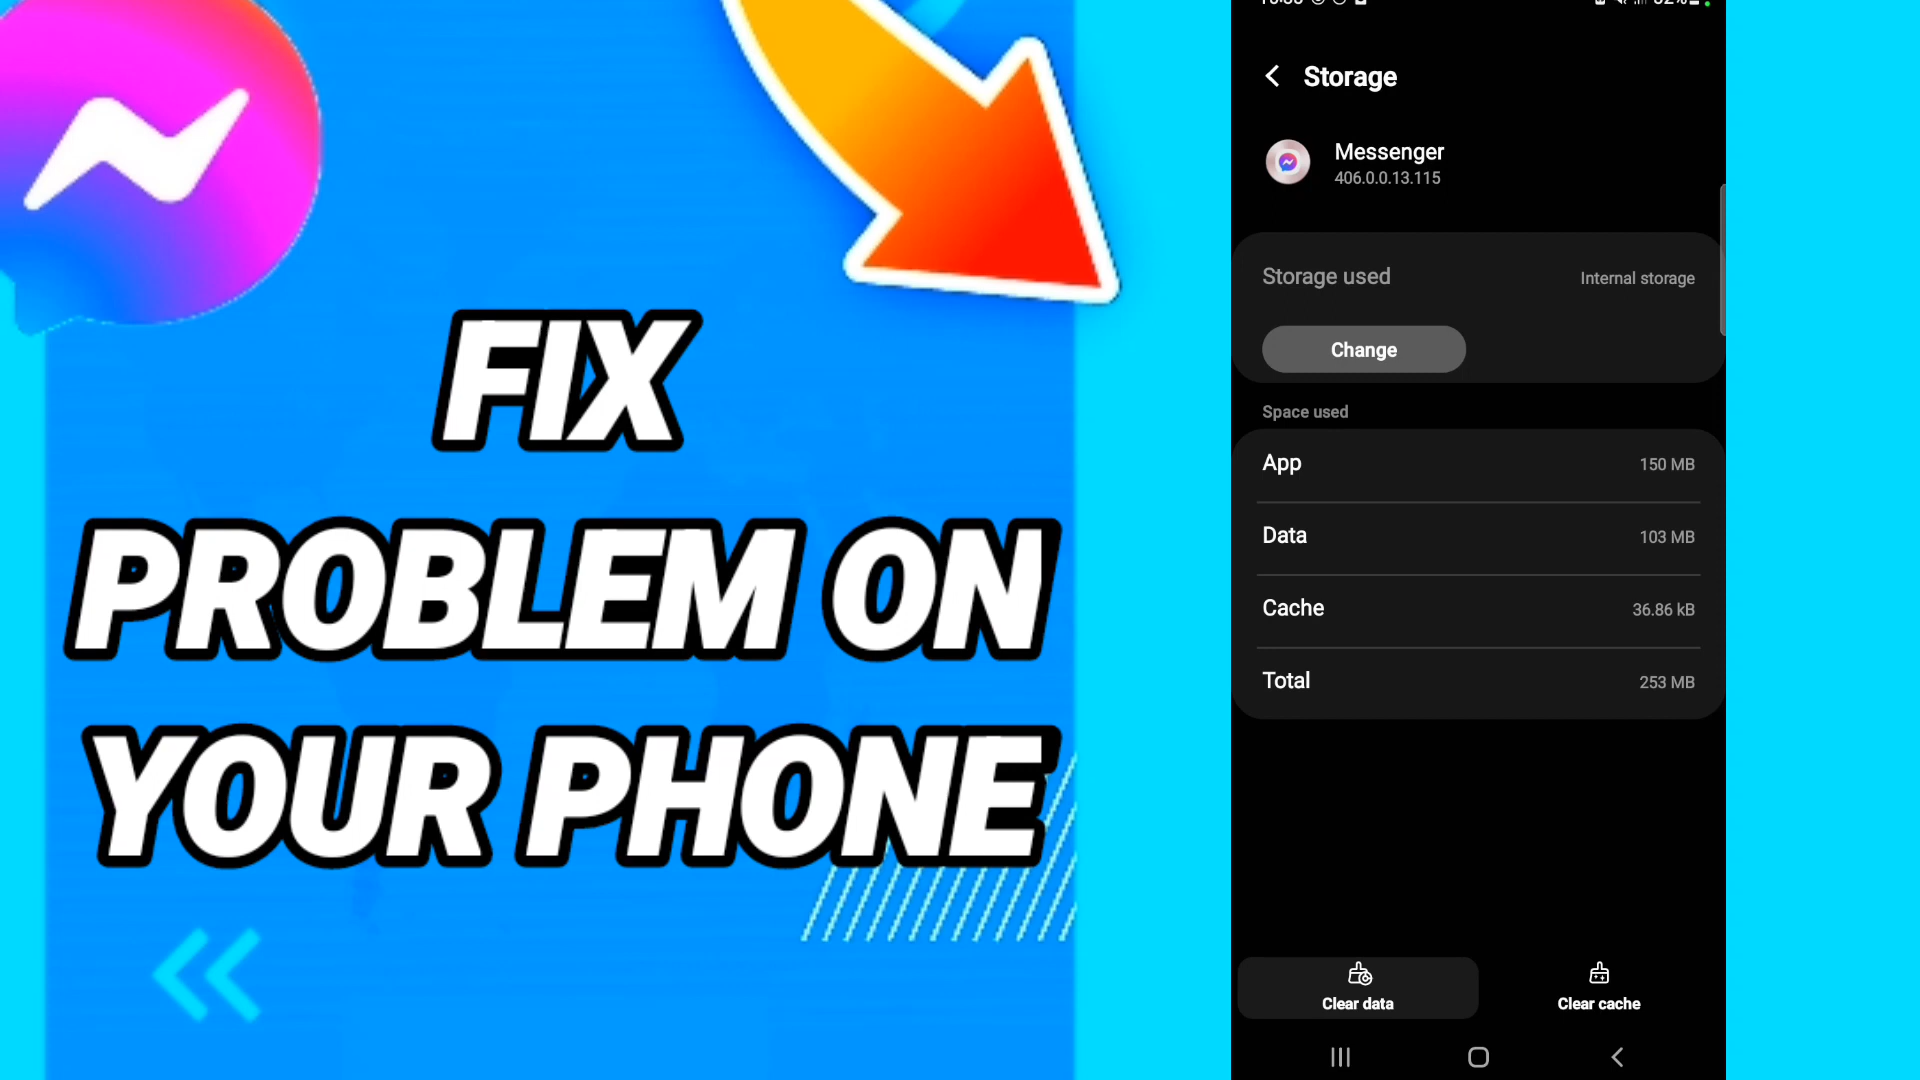 FIX
PROBLEM ON
YOUR PHONE
Storage
Messenger
406.0.0.13.115
Storage used Internal storage
Change
Space used
App 150 MB
Data 103 MB
Cache 36.86 kB
Total 253 MB
Clear data Clear cache